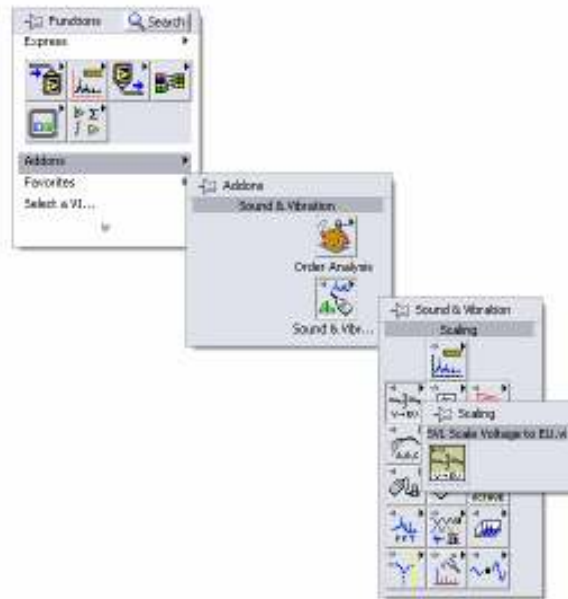 Functions
Search
Express
Addons
Favorites
Select a VI...
Addons
Sound & Vibration
Order Analysis
Sound & Vibr...
Sound & Vibration
Scaling
Scaling
SVL Scale Voltage to EU.vi
FFT